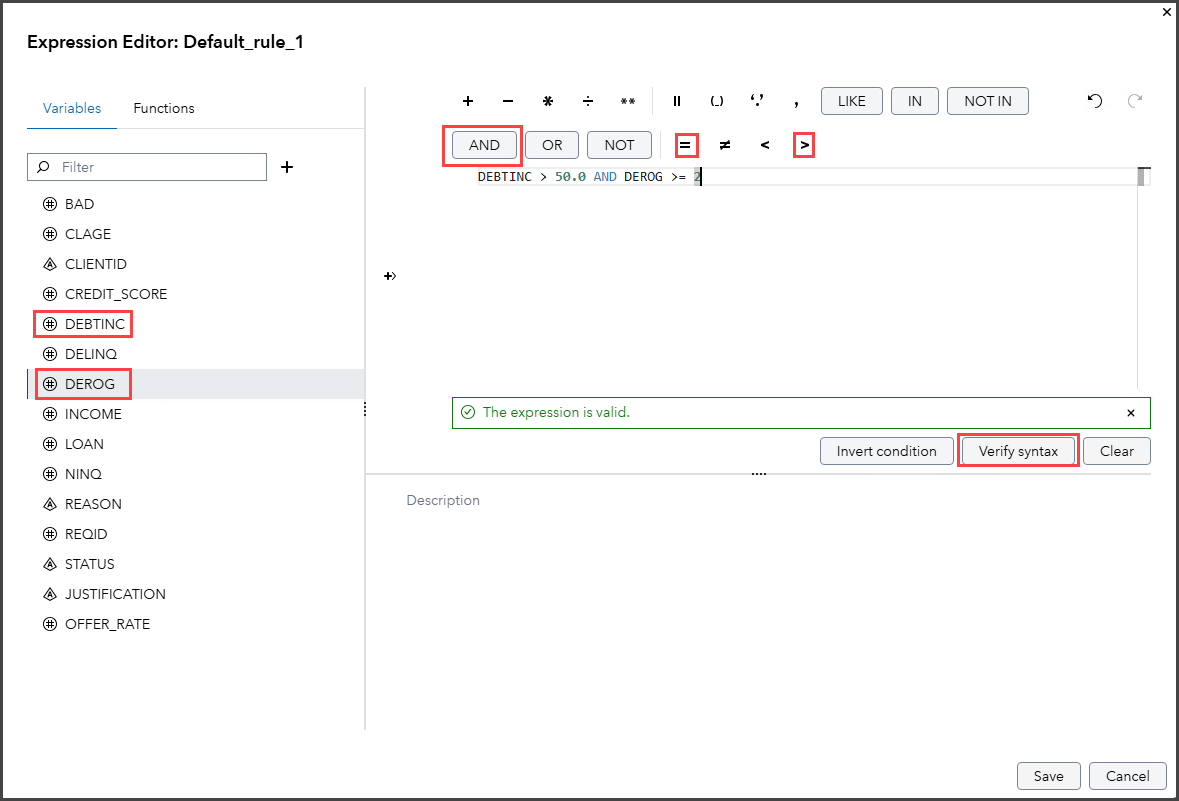 Expression Editor: Default_rule_1
Variables Functions
Filter
BAD
CLAGE
CLIENTID
CREDIT_SCORE
DEBTINC
DELINQ
DEROG
INCOME
LOAN
NINQ
REASON
REQID
STATUS
JUSTIFICATION
OFFER_RATE
+ − * ÷ ** || (,) ‘.’ , LIKE IN NOT IN
AND OR NOT = ≠ < >
DEBTINC > 50.0 AND DEROG >= 2
The expression is valid.
Invert condition Verify syntax Clear
Description
Save Cancel